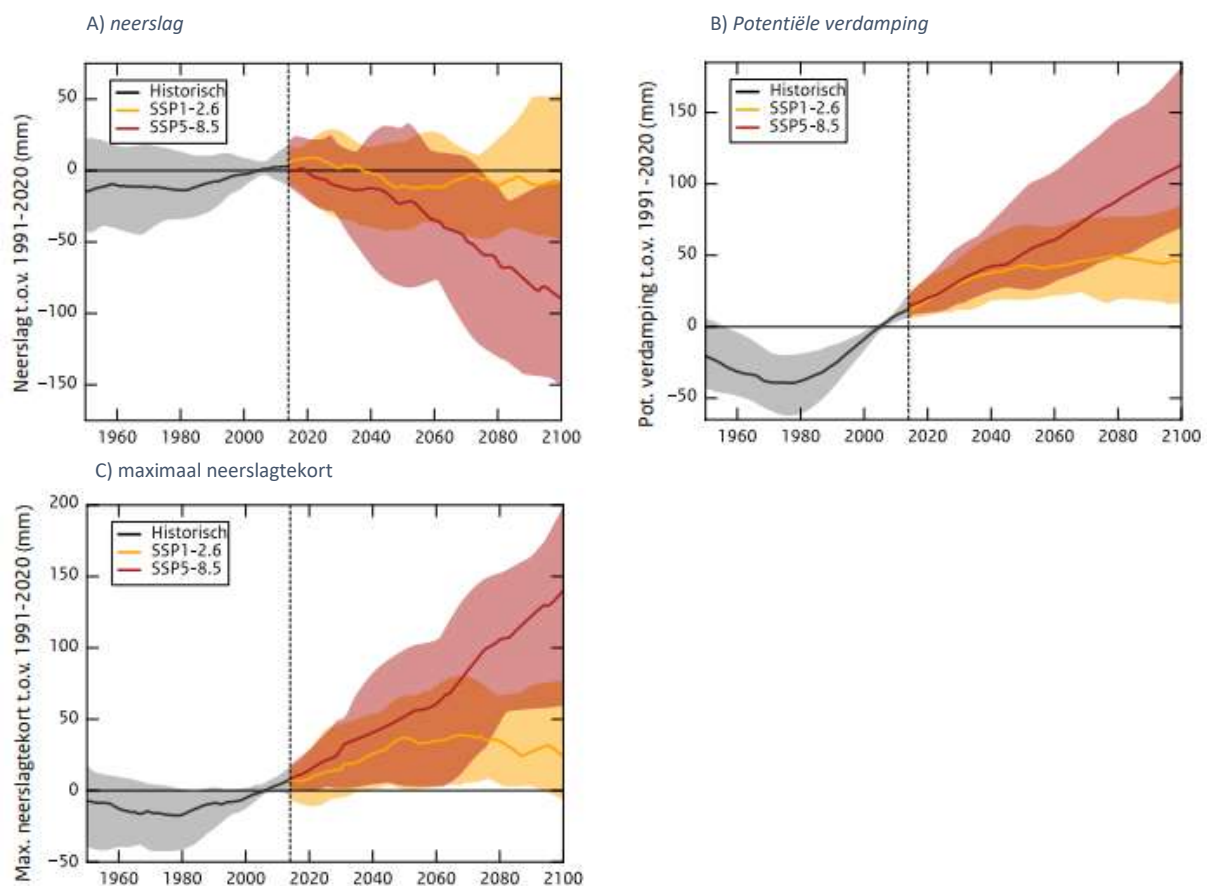 A) neerslag
Neerslag t.o.v. 1991-2020 (mm)
50
0
−50
−100
−150
Historisch
SSP1-2.6
SSP5-8.5
1960 1980 2000 2020 2040 2060 2080 2100
B) Potentiële verdamping
Pot. verdamping t.o.v. 1991-2020 (mm)
150
100
50
0
−50
Historisch
SSP1-2.6
SSP5-8.5
1960 1980 2000 2020 2040 2060 2080 2100
C) maximaal neerslagtekort
Max. neerslagtekort t.o.v. 1991-2020 (mm)
200
150
100
50
0
−50
Historisch
SSP1-2.6
SSP5-8.5
1960 1980 2000 2020 2040 2060 2080 2100